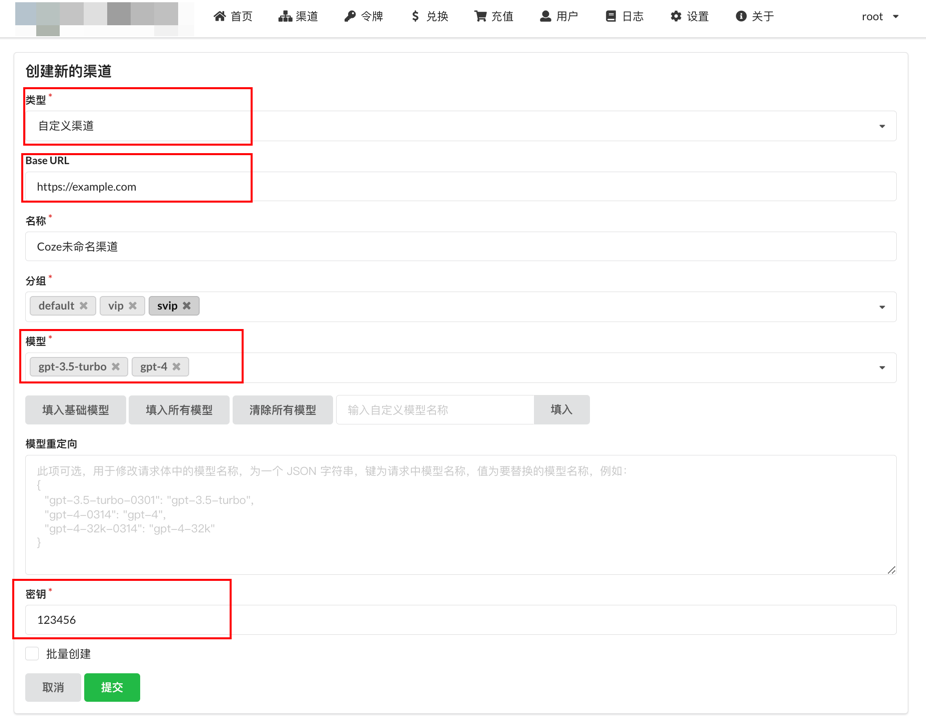 首页 渠道 令牌 兑换 充值 用户 日志 设置 关于 root
创建新的渠道
类型*
自定义渠道
Base URL
https://example.com
名称*
Coze未命名渠道
分组*
default vip svip
模型*
gpt-3.5-turbo gpt-4
填入基础模型 填入所有模型 清除所有模型 输入自定义模型名称 填入
模型重定向
此项可选，用于修改请求体中的模型名称，为一个 JSON 字符串，键为请求中模型名称，值为要替换的模型名称，例如：
{
"gpt-3.5-turbo-0301": "gpt-3.5-turbo",
"gpt-4-0314": "gpt-4",
"gpt-4-32k-0314": "gpt-4-32k"
}
密钥*
123456
批量创建
取消 提交